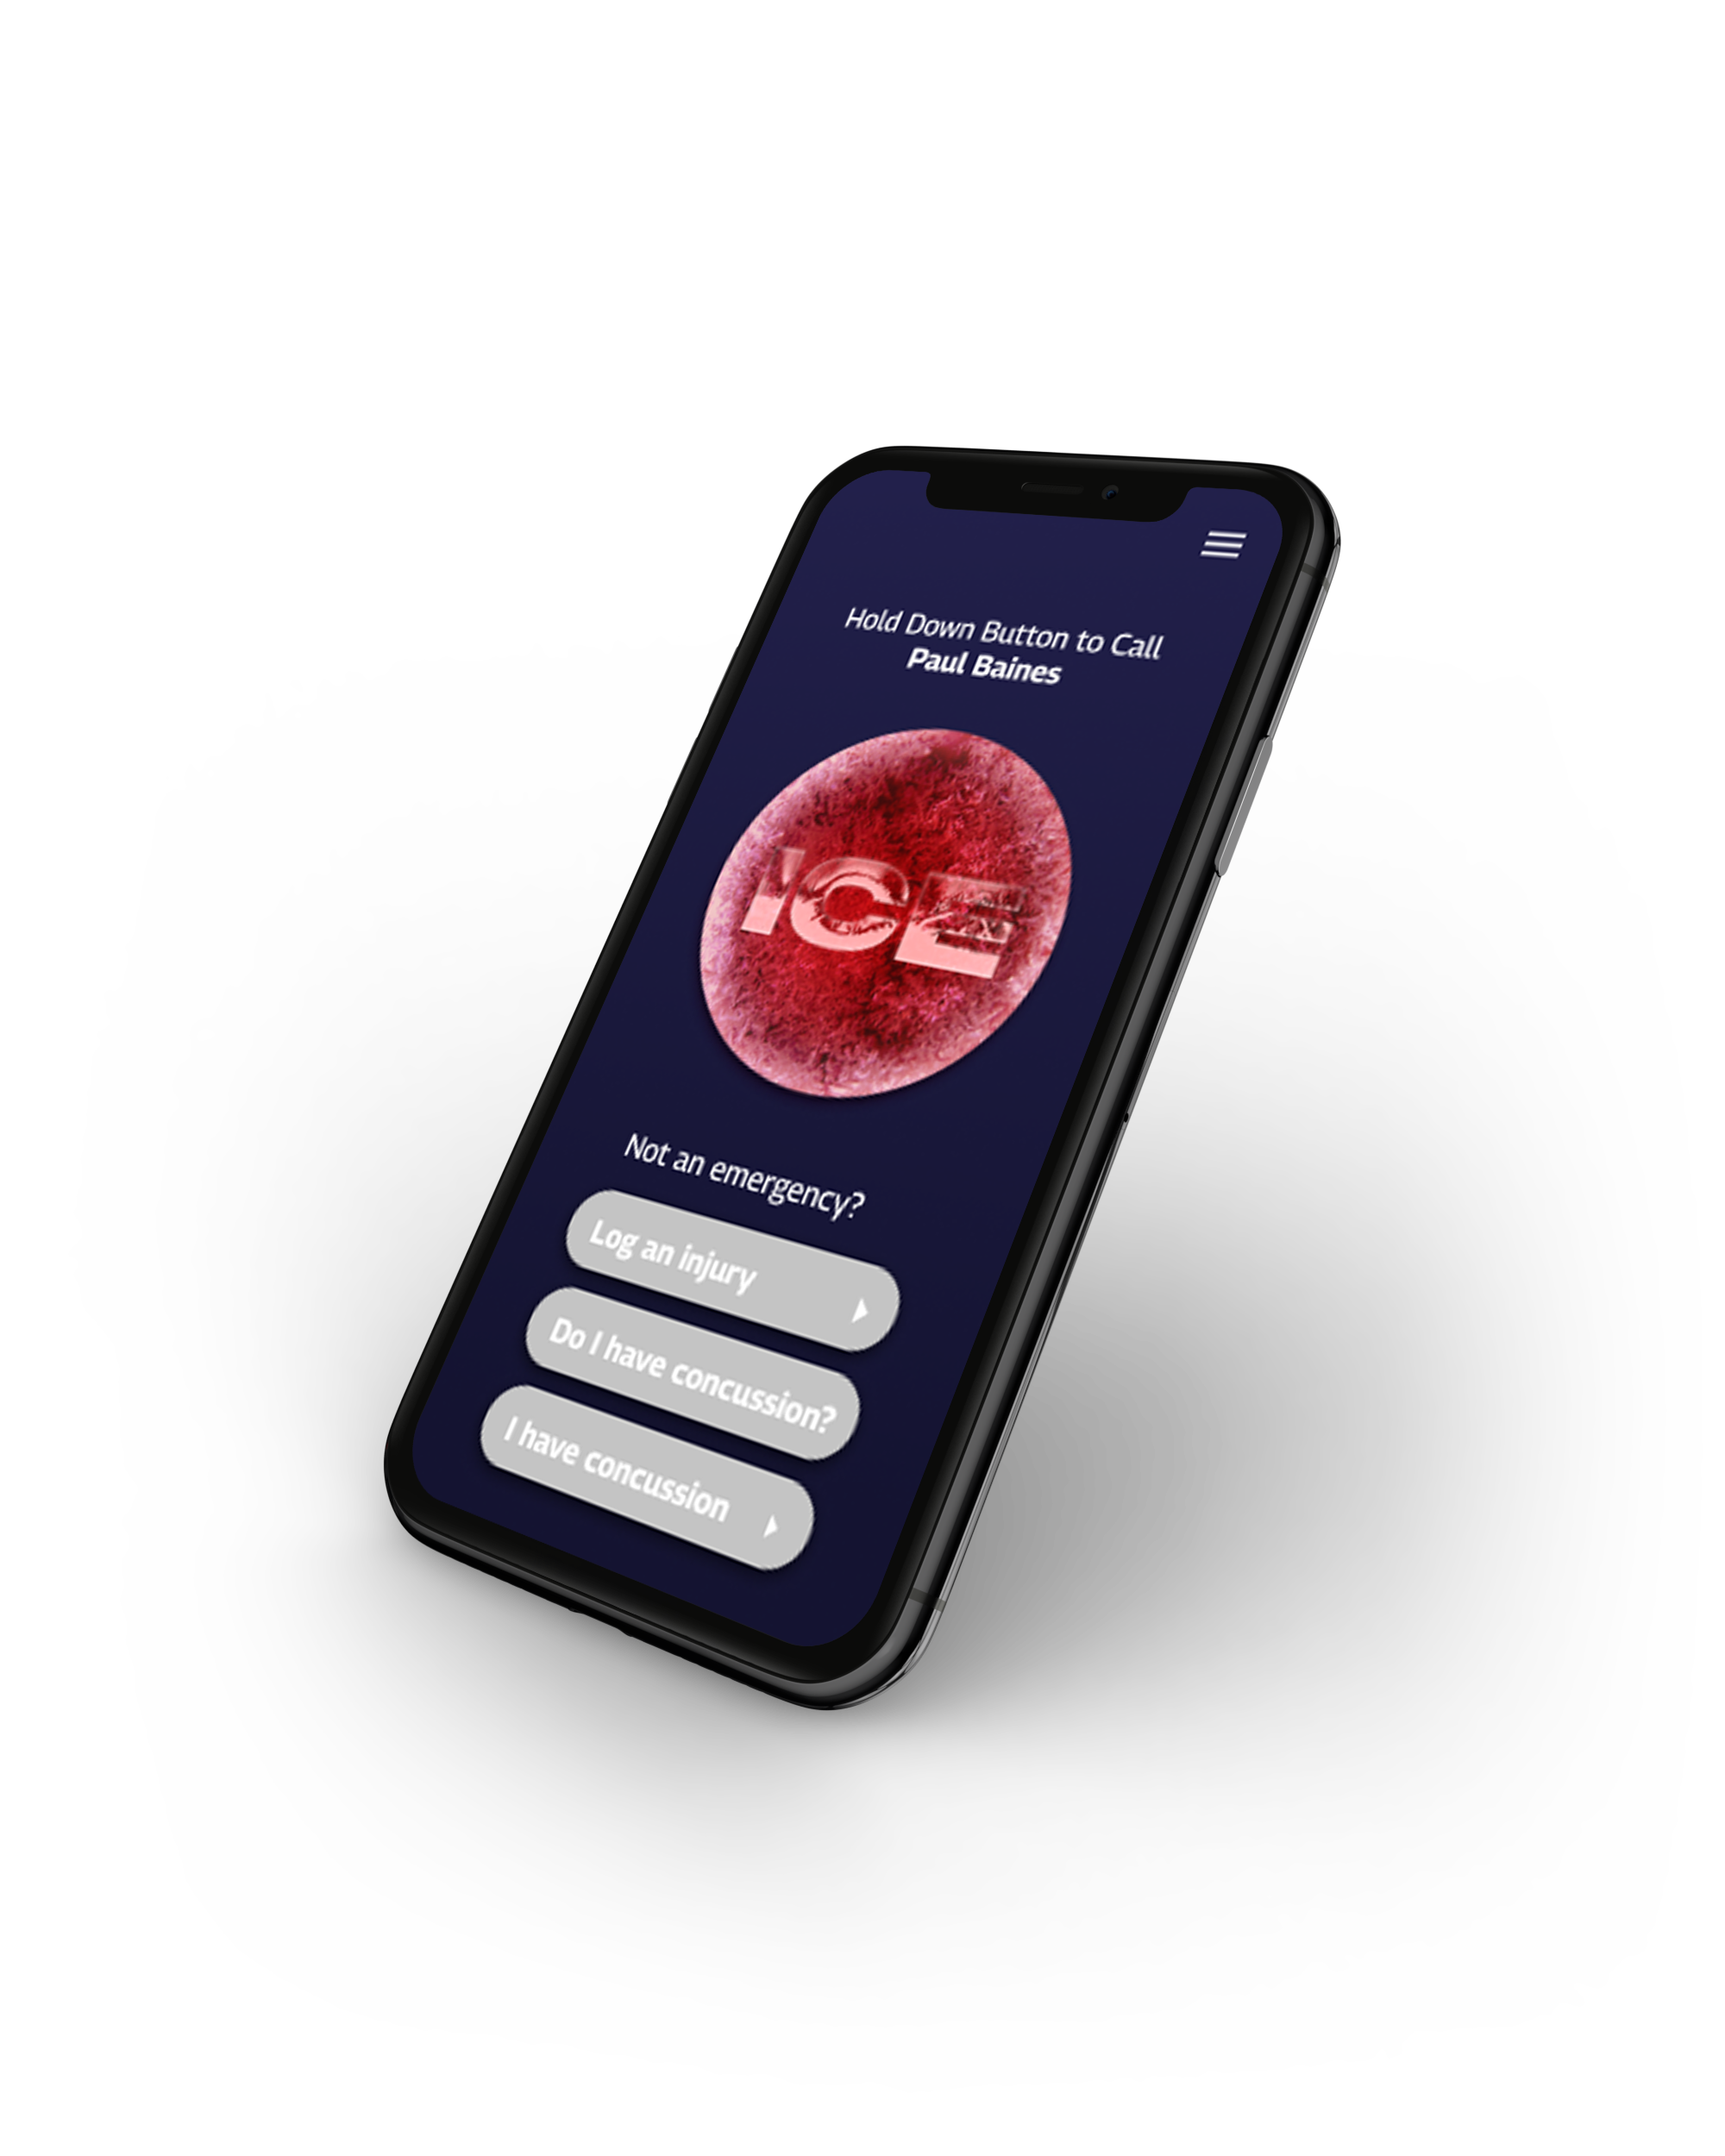 Hold Down Button to Call
Paul Baines
ICE
Not an emergency?
Log an injury
Do I have concussion?
I have concussion